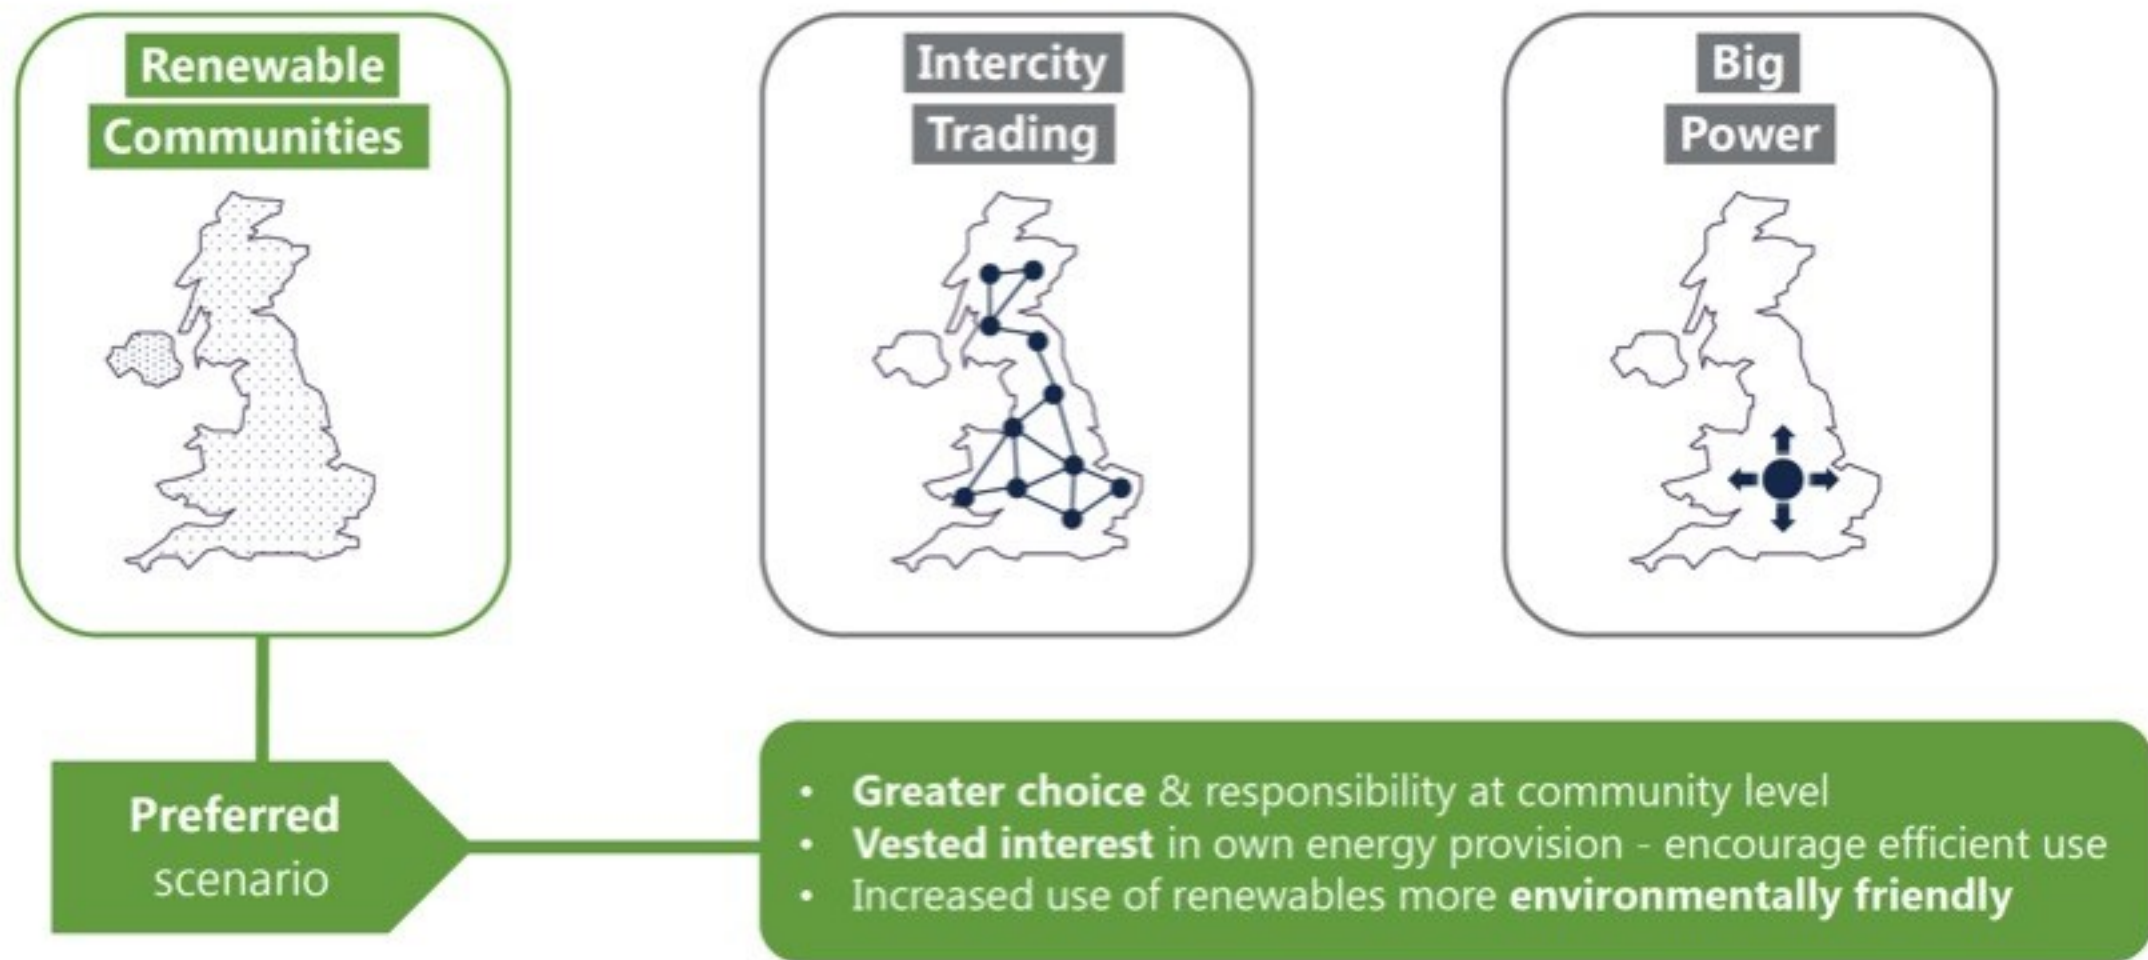 Renewable
Communities
Intercity
Trading
Big
Power
Preferred
scenario
• Greater choice & responsibility at community level
• Vested interest in own energy provision - encourage efficient use
• Increased use of renewables more environmentally friendly